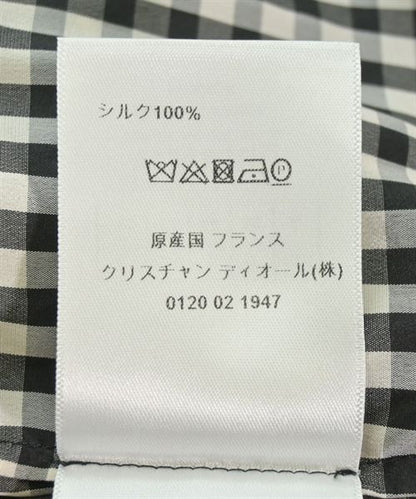 シルク100%
P
原産国 フランス
クリスチャン ディオール(株)
0120 02 1947